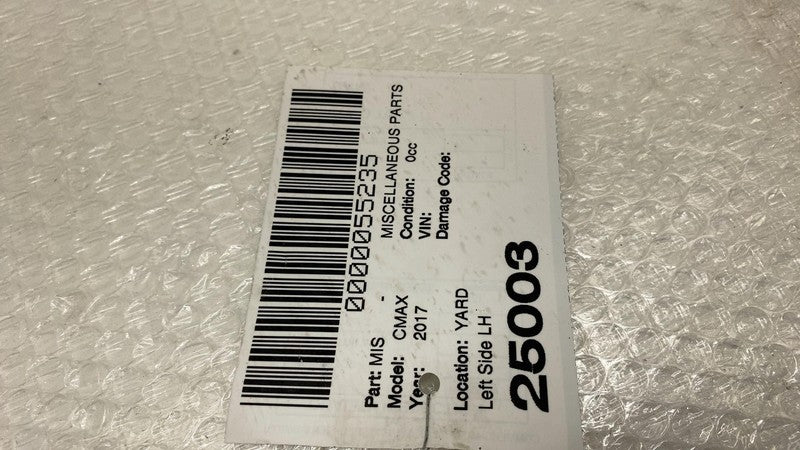 0000055235
Part: MIS - MISCELLANEOUS PARTS
Model: CMAX Condition: 0cc
Year: 2017 VIN:
Damage Code:
Location: YARD
Left Side LH
25003